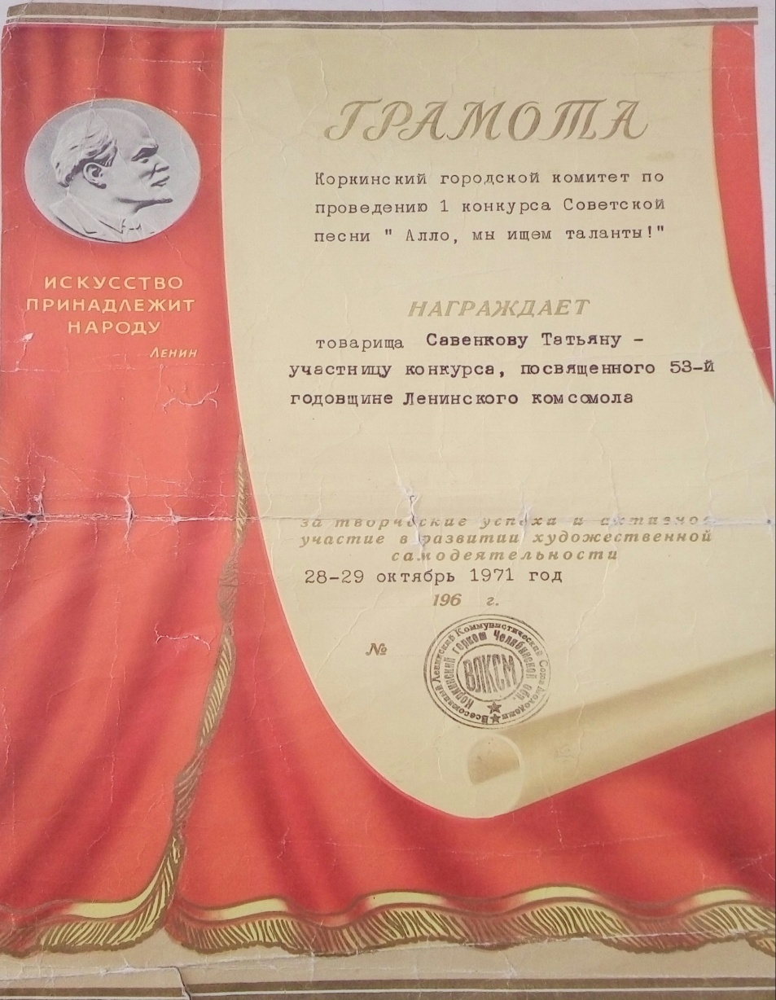 ГРАМОТА
Коркинский городской комитет по
проведению 1 конкурса Советской
песни " Алло, мы ищем таланты!"
ИСКУССТВО
ПРИНАДЛЕЖИТ
НАРОДУ
ЛЕНИН
НАГРАЖДАЕТ
товарища Савенкову Татьяну -
участницу конкурса, посвященного 53-й
годовщине Ленинского комсомола
за творческие успеха и активное
участие в развитии художественной
самодеятельности
28-29 октябрь 1971 год
196 г.
№
Всесоюзный Ленинский Коммунистический Союз Молодежи
Коркинский горком Челябинской обл.
ВЛКСМ